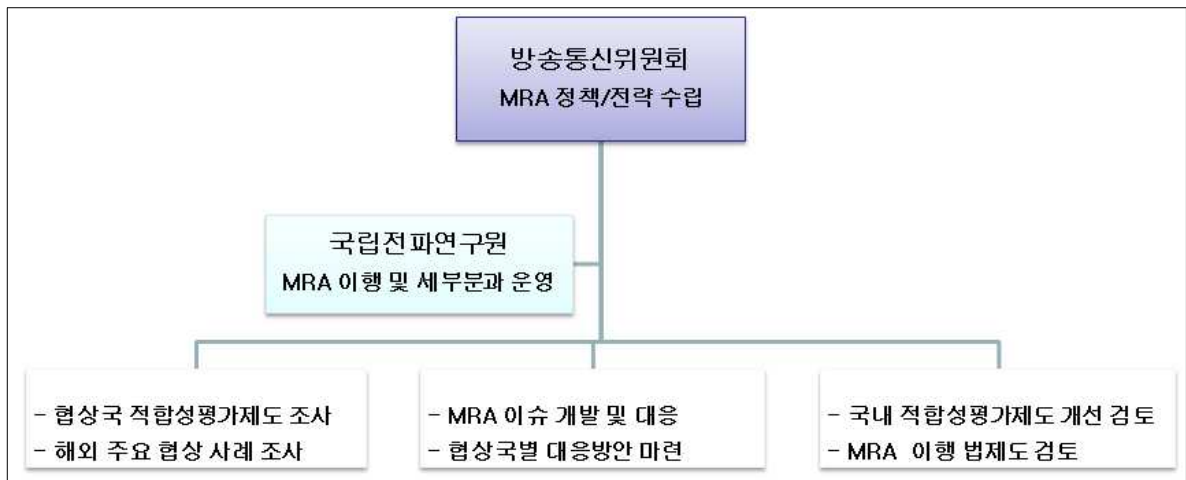 방송통신위원회
MRA 정책/전략 수립
국립전파연구원
MRA 이행 및 세부분과 운영
- 협상국 적합성평가제도 조사
- 해외 주요 협상 사례 조사
- MRA 이슈 개발 및 대응
- 협상국별 대응방안 마련
- 국내 적합성평가제도 개선 검토
- MRA 이행 법제도 검토